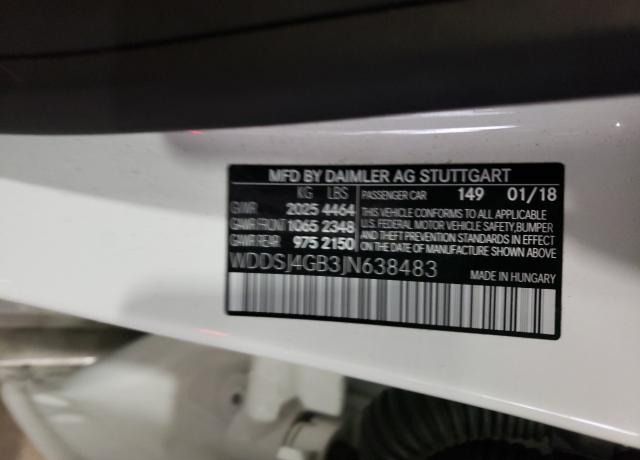 MFD BY DAIMLER AG STUTTGART
KG LBS
GVWR 2025 4464
GAWR FRONT 1065 2348
GAWR REAR 975 2150
PASSENGER CAR 149 01/18
THIS VEHICLE CONFORMS TO ALL APPLICABLE
U.S. FEDERAL MOTOR VEHICLE SAFETY, BUMPER
AND THEFT PREVENTION STANDARDS IN EFFECT
ON THE DATE OF MANUFACTURE SHOWN ABOVE
WDDSJ4GB3JN638483
MADE IN HUNGARY